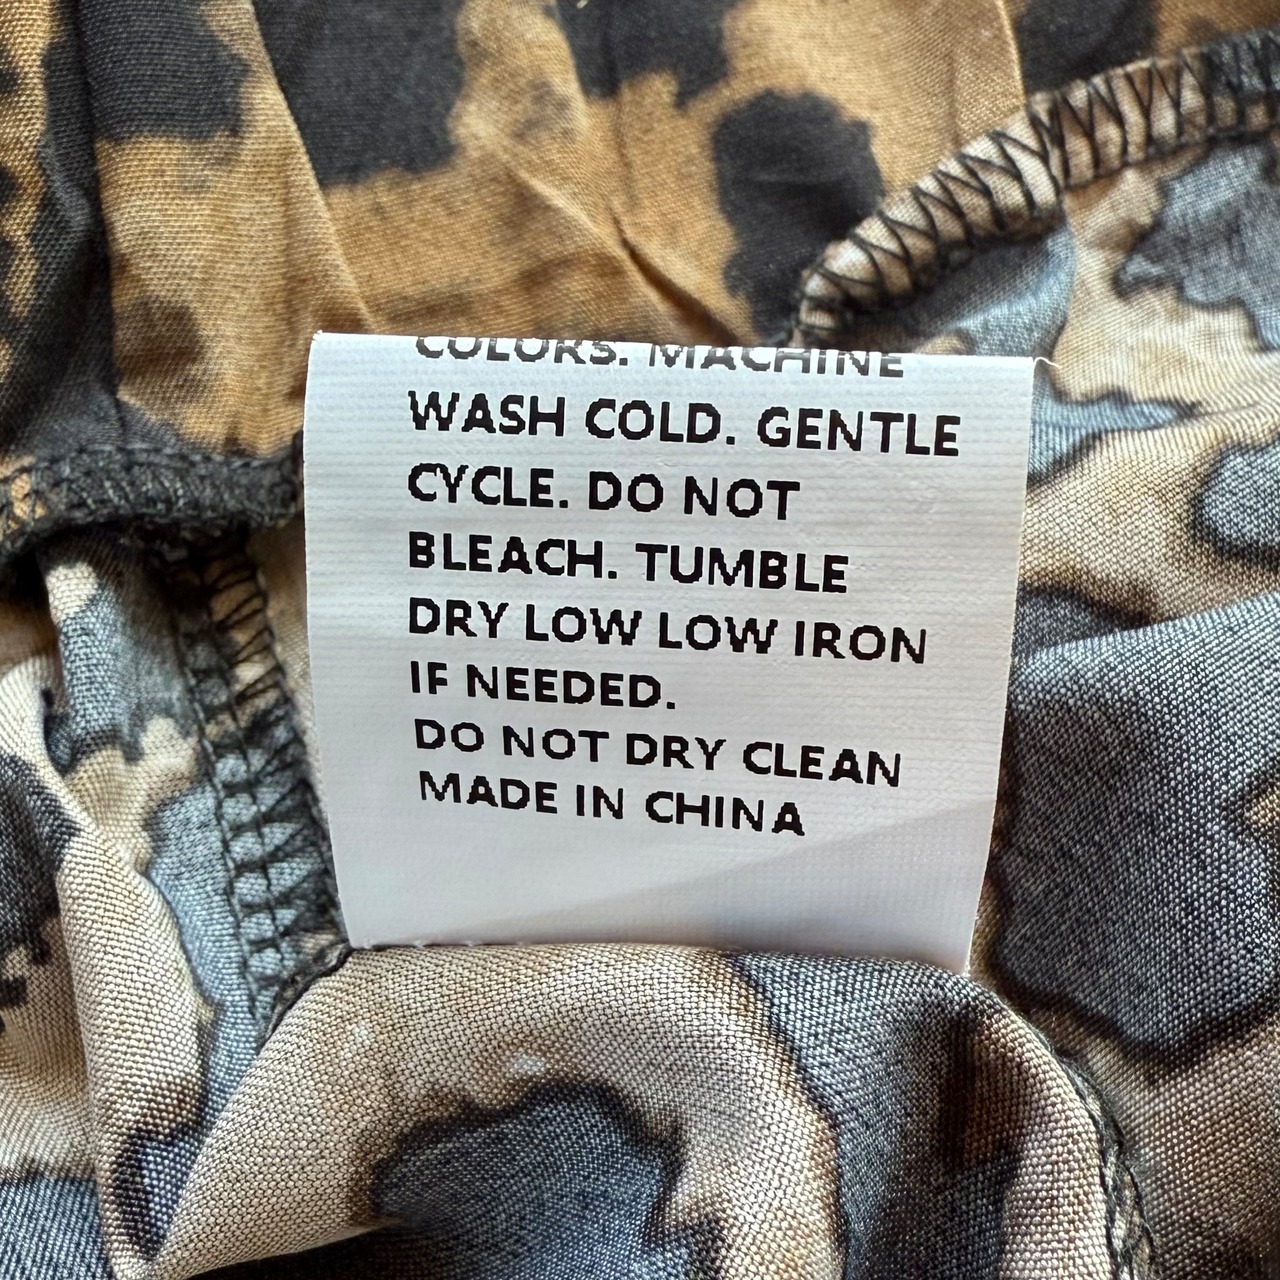 COLORS. MACHINE
WASH COLD. GENTLE
CYCLE. DO NOT
BLEACH. TUMBLE
DRY LOW LOW IRON
IF NEEDED.
DO NOT DRY CLEAN
MADE IN CHINA